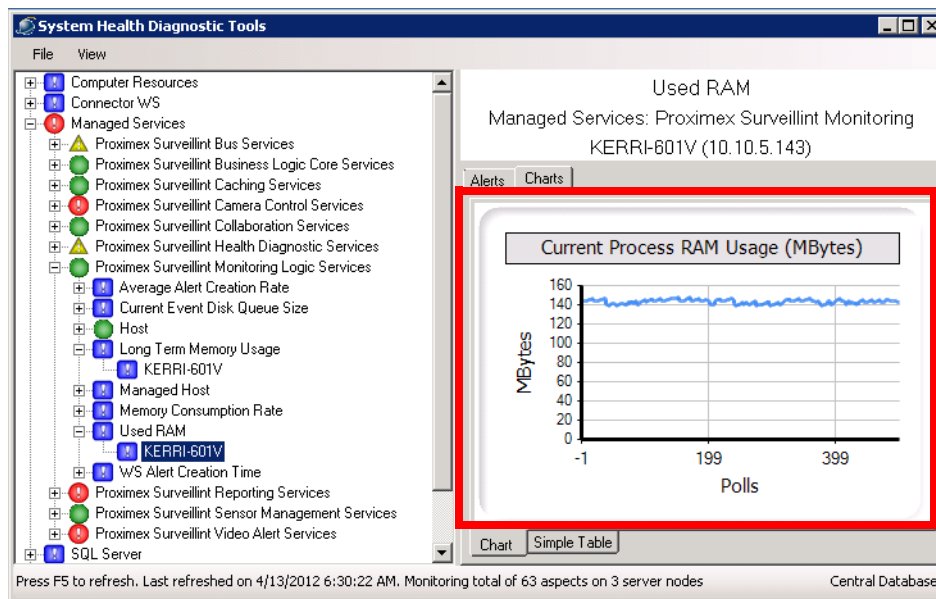 System Health Diagnostic Tools
File View
Computer Resources
Connector WS
Managed Services
Proximex Surveillint Bus Services
Proximex Surveillint Business Logic Core Services
Proximex Surveillint Caching Services
Proximex Surveillint Camera Control Services
Proximex Surveillint Collaboration Services
Proximex Surveillint Health Diagnostic Services
Proximex Surveillint Monitoring Logic Services
Average Alert Creation Rate
Current Event Disk Queue Size
Host
Long Term Memory Usage
KERRI-601V
Managed Host
Memory Consumption Rate
Used RAM
KERRI-601V
WS Alert Creation Time
Proximex Surveillint Reporting Services
Proximex Surveillint Sensor Management Services
Proximex Surveillint Video Alert Services
SQL Server
Used RAM
Managed Services: Proximex Surveillint Monitoring
KERRI-601V (10.10.5.143)
Alerts Charts
Current Process RAM Usage (MBytes)
MBytes
160
140
120
100
80
60
40
20
0
-1 199 399
Polls
Chart Simple Table
Press F5 to refresh. Last refreshed on 4/13/2012 6:30:22 AM. Monitoring total of 63 aspects on 3 server nodes Central Database